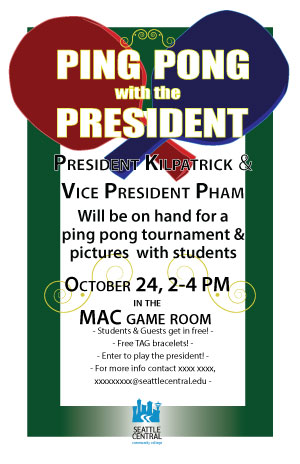 PING PONG
with the
PRESIDENT
PRESIDENT KILPATRICK &
VICE PRESIDENT PHAM
Will be on hand for a
ping pong tournament &
pictures with students
OCTOBER 24, 2-4 PM
IN THE
MAC GAME ROOM
- Students & Guests get in free! -
- Free TAG bracelets! -
- Enter to play the president! -
- For more info contact xxxx xxxx,
xxxxxxxxx@seattlecentral.edu -
SEATTLE
CENTRAL
community college